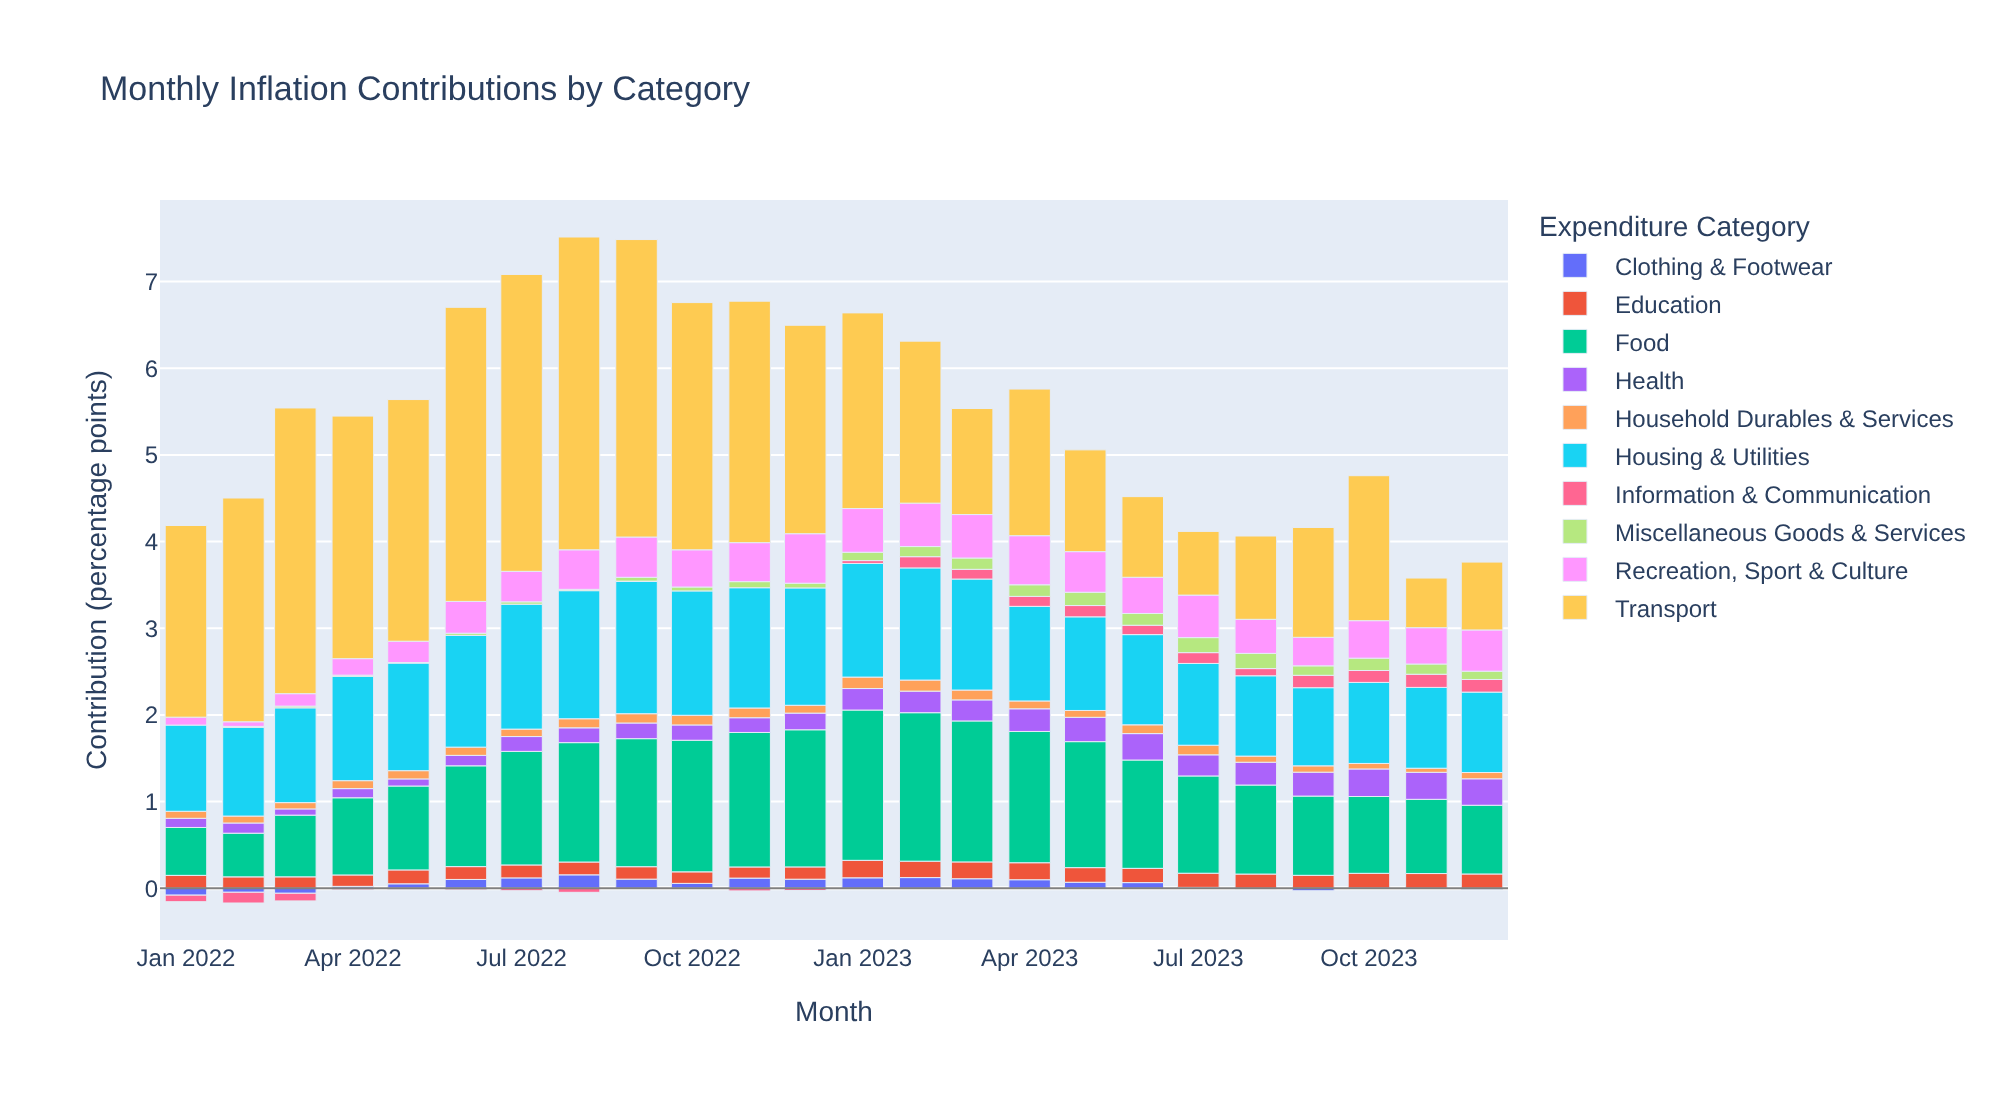 Monthly Inflation Contributions by Category
Contribution (percentage points)
7
6
5
4
3
2
1
0
Jan 2022
Apr 2022
Jul 2022
Oct 2022
Jan 2023
Apr 2023
Jul 2023
Oct 2023
Month
Expenditure Category
Clothing & Footwear
Education
Food
Health
Household Durables & Services
Housing & Utilities
Information & Communication
Miscellaneous Goods & Services
Recreation, Sport & Culture
Transport